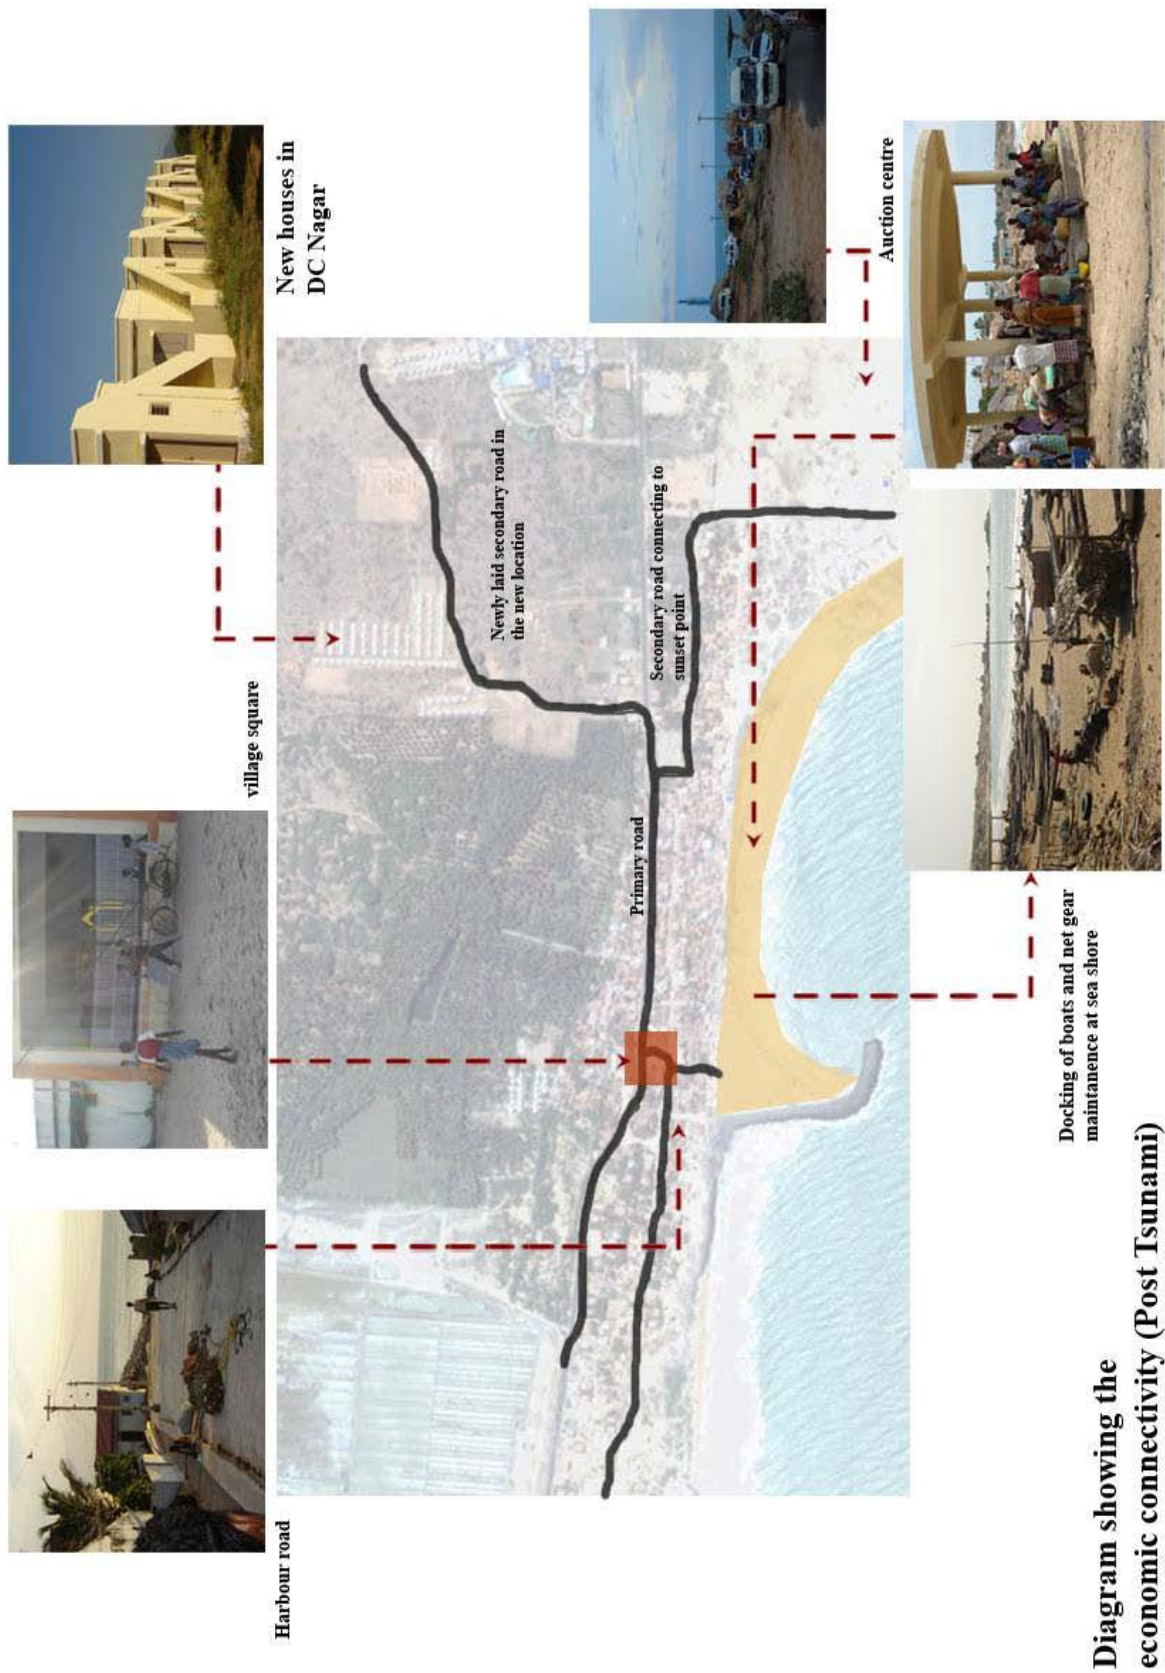 Harbour road
village square
New houses in
DC Nagar
Newly laid secondary road in
the new location
Primary road
Secondary road connecting to
sunset point
Auction centre
Docking of boats and net gear
maintanence at sea shore
Diagram showing the
economic connectivity (Post Tsunami)